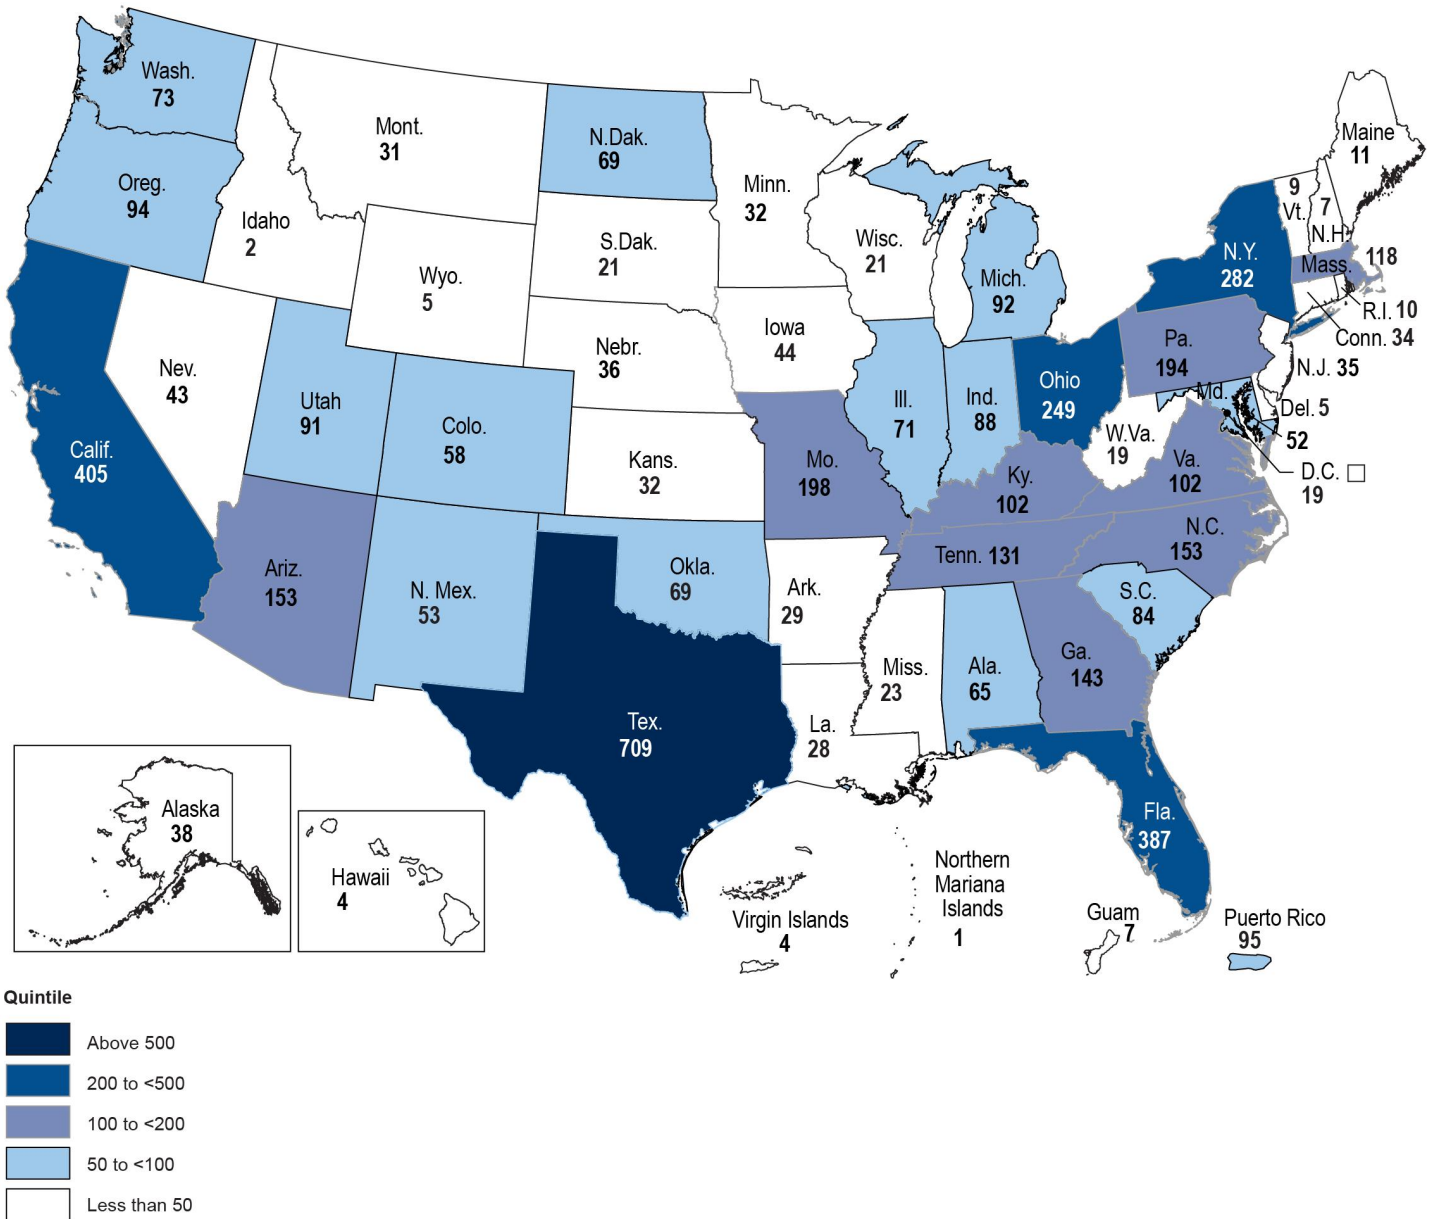 Wash.
73
Oreg.
94
Calif.
405
Idaho
2
Nev.
43
Mont.
31
Wyo.
5
Utah
91
Colo.
58
Ariz.
153
N. Mex.
53
N.Dak.
69
S.Dak.
21
Nebr.
36
Kans.
32
Okla.
69
Tex.
709
Minn.
32
Iowa
44
Mo.
198
Ark.
29
La.
28
Wisc.
21
Ill.
71
Mich.
92
Ind.
88
Ohio
249
Ky.
102
Tenn. 131
Miss.
23
Ala.
65
Ga.
143
Fla.
387
S.C.
84
N.C.
153
Va.
102
W.Va.
19
Pa.
194
N.Y.
282
Maine
11
9
Vt.
7
N.H.
118
Mass.
R.I. 10
Conn. 34
N.J. 35
Md.
Del. 5
52
D.C.
19
Alaska
38
Hawaii
4
Virgin Islands
4
Northern
Mariana
Islands
1
Guam
7
Puerto Rico
95
Quintile
Above 500
200 to <500
100 to <200
50 to <100
Less than 50